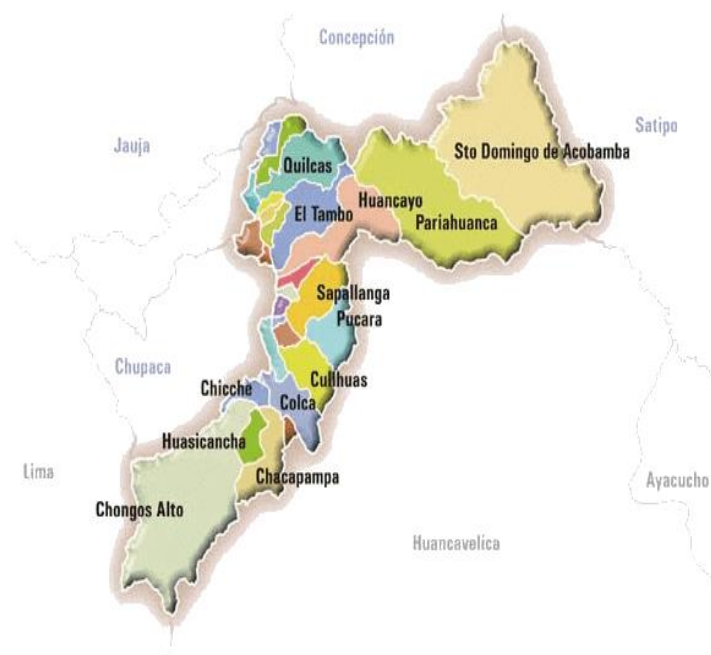 Concepción
Satipo
Jauja
Sto Domingo de Acobamba
Quilcas
Huancayo
El Tambo
Pariahuanca
Sapallanga
Pucara
Chupaca
Cullhuas
Chicche
Colca
Huasicancha
Lima
Chacapampa
Ayacucho
Chongos Alto
Huancavelica